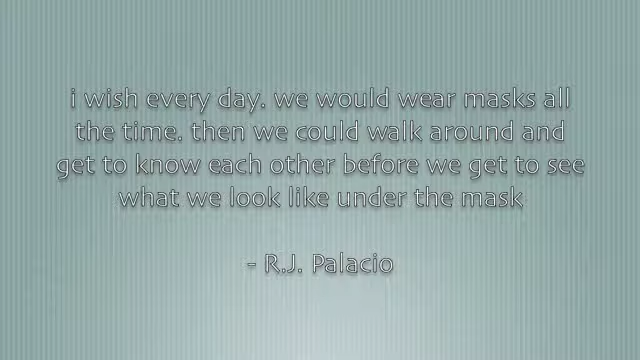 i wish every day. we would wear masks all
the time. then we could walk around and
get to know each other before we get to see
what we look like under the mask
- R.J. Palacio